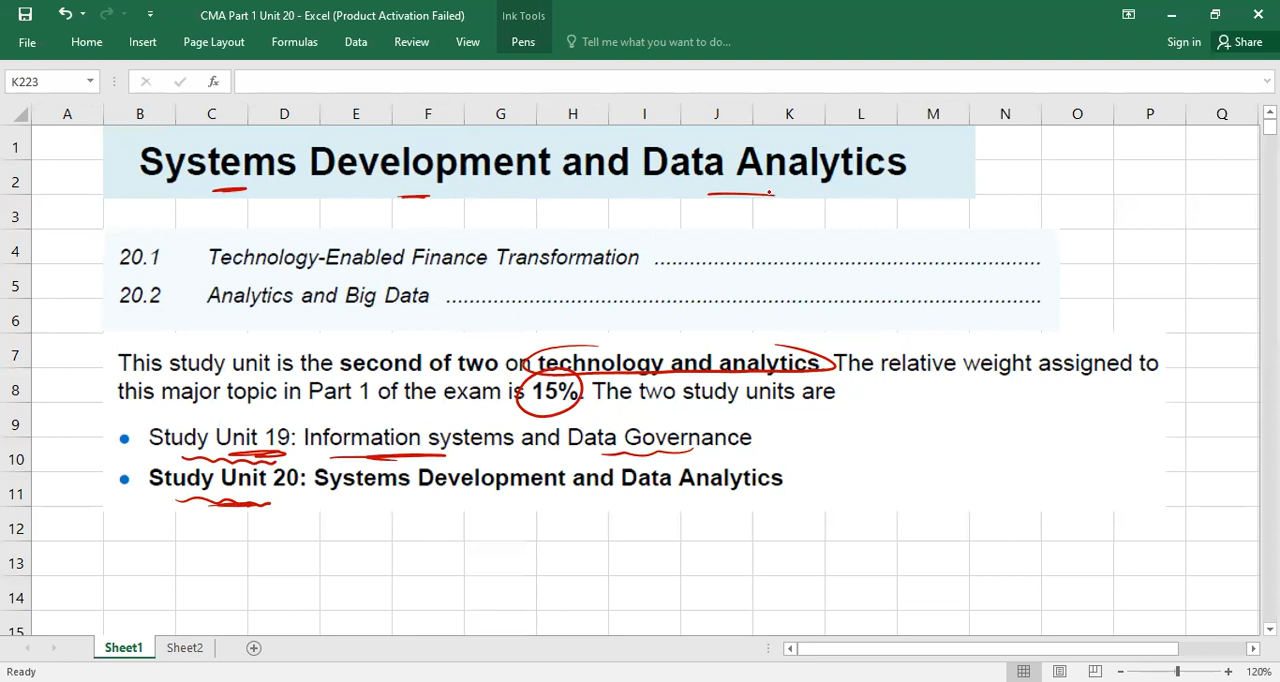 CMA Part 1 Unit 20 - Excel (Product Activation Failed)
Ink Tools
File Home Insert Page Layout Formulas Data Review View Pens Tell me what you want to do... Sign in Share
K223 fx
A B C D E F G H I J K L M N O P Q
1
Systems Development and Data Analytics
2
3
4 20.1 Technology-Enabled Finance Transformation ................................................................
5 20.2 Analytics and Big Data ................................................................................................
6
7 This study unit is the second of two on technology and analytics. The relative weight assigned to
8 this major topic in Part 1 of the exam is 15%. The two study units are
9 • Study Unit 19: Information systems and Data Governance
10
11 • Study Unit 20: Systems Development and Data Analytics
12
13
14
15
Sheet1 Sheet2
Ready 120%